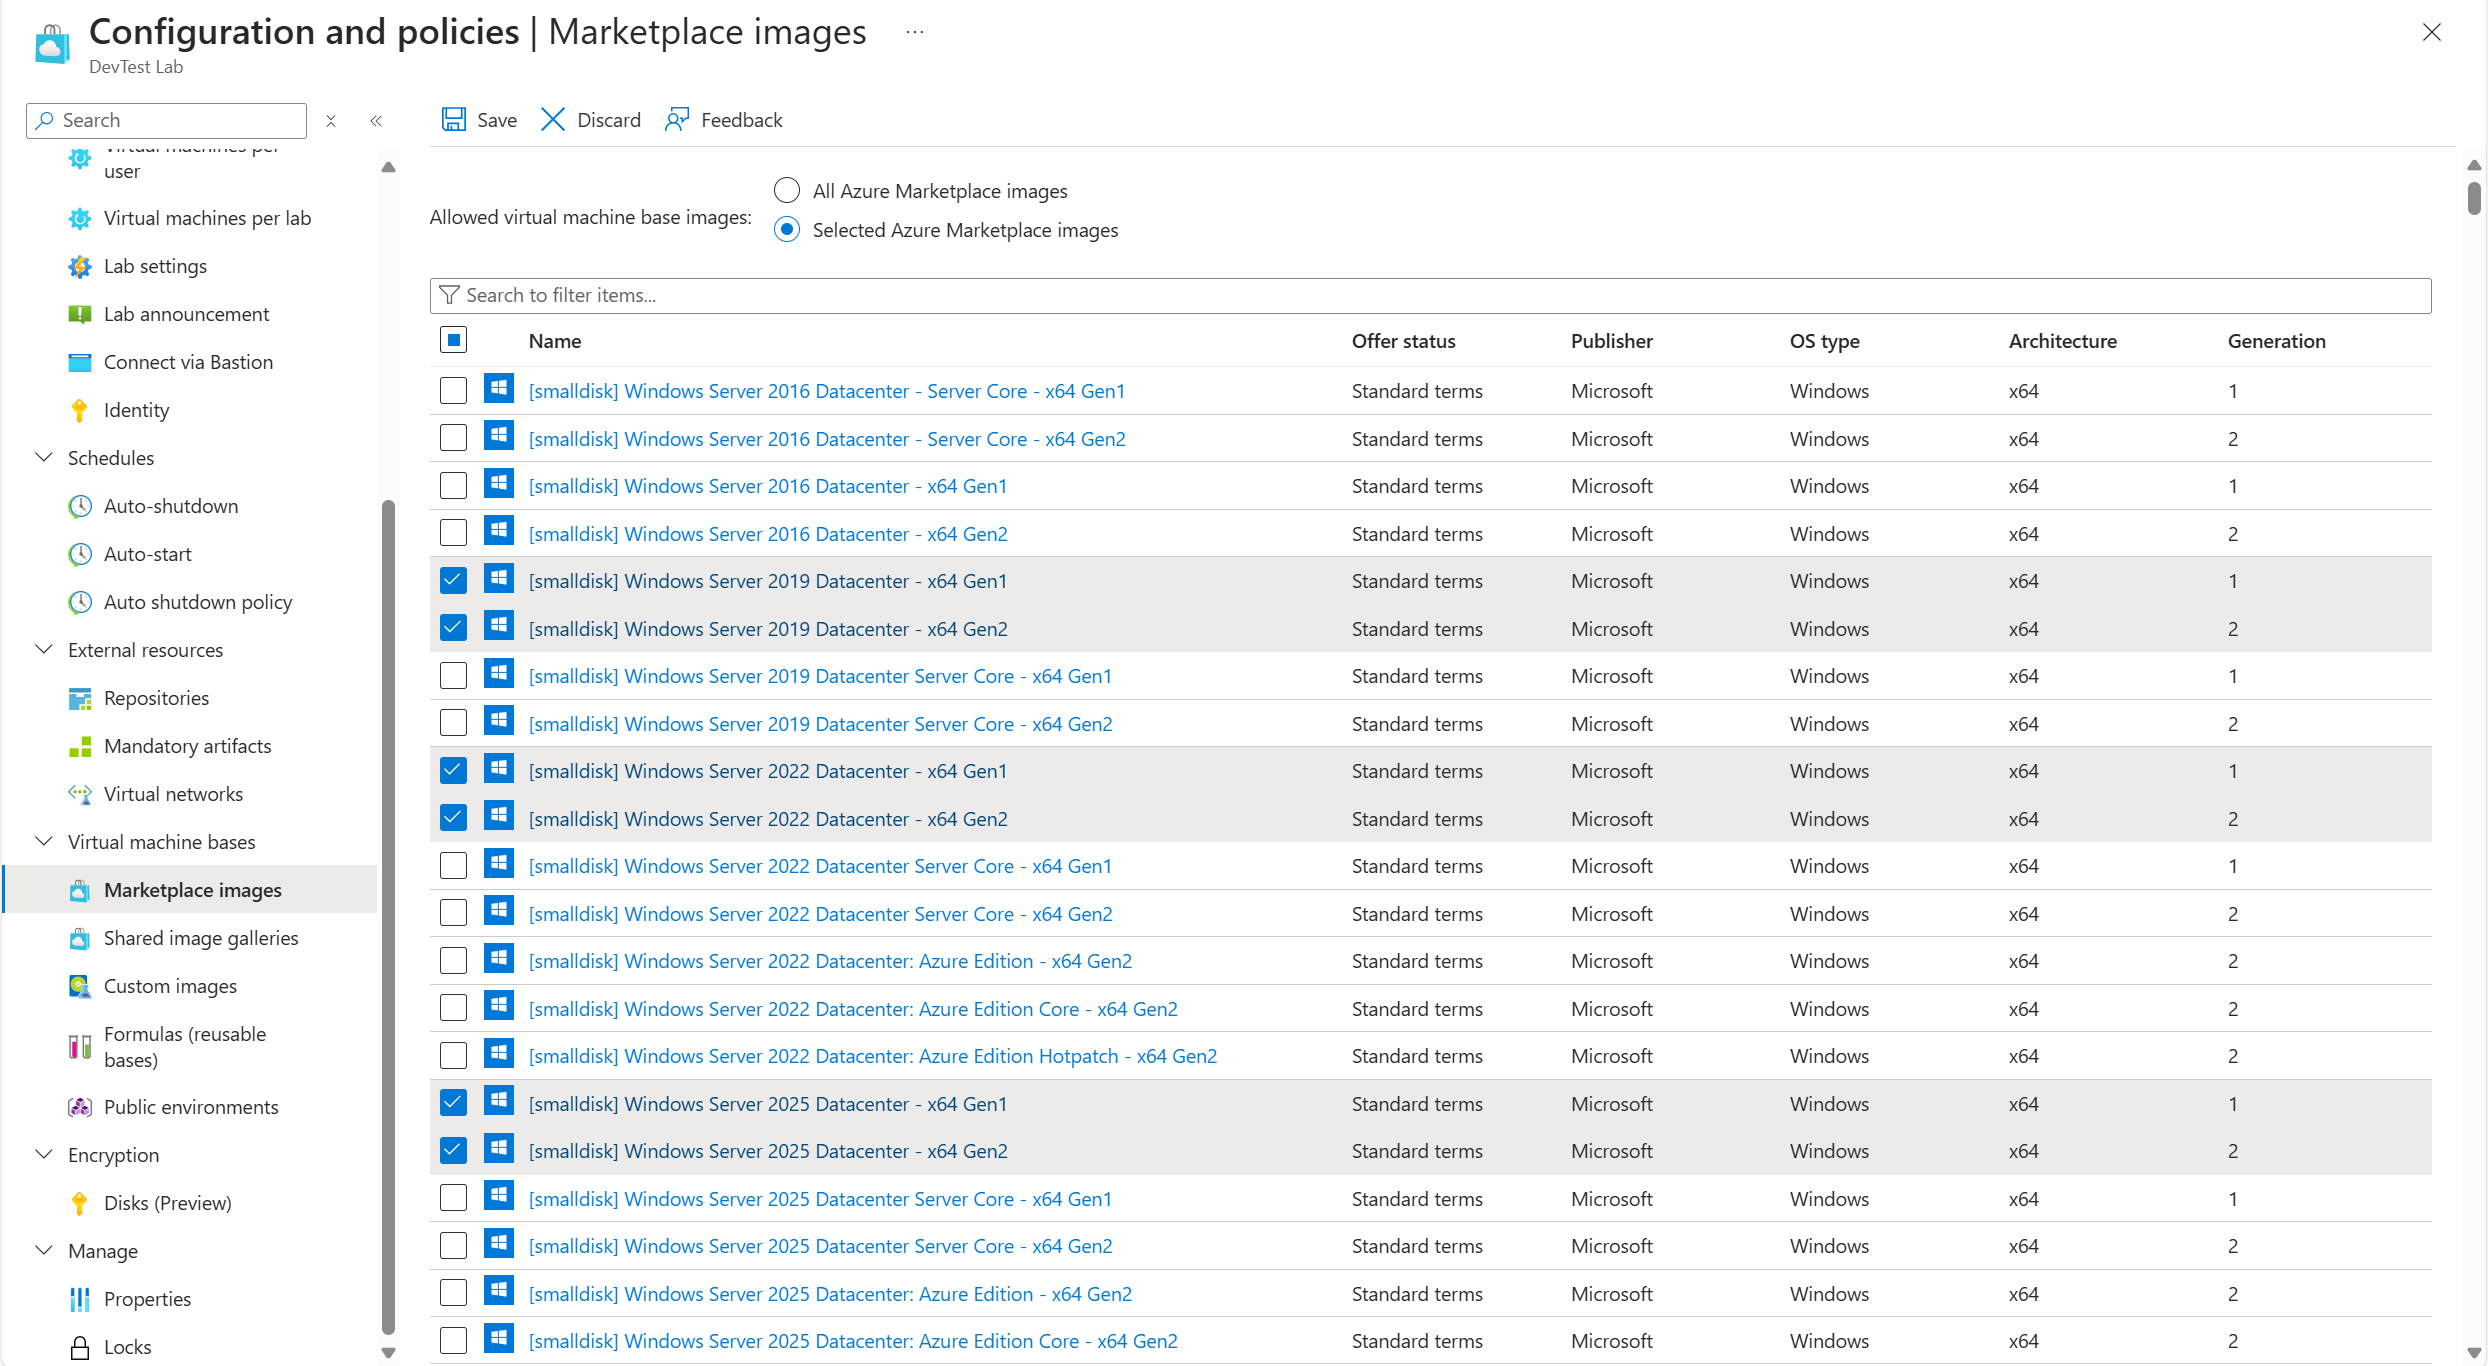 Configuration and policies | Marketplace images ...
DevTest Lab
Search
Virtual machines per
user
Virtual machines per lab
Lab settings
Lab announcement
Connect via Bastion
Identity
Schedules
Auto-shutdown
Auto-start
Auto shutdown policy
External resources
Repositories
Mandatory artifacts
Virtual networks
Virtual machine bases
Marketplace images
Shared image galleries
Custom images
Formulas (reusable
bases)
Public environments
Encryption
Disks (Preview)
Manage
Properties
Locks
Save Discard Feedback
Allowed virtual machine base images:
All Azure Marketplace images
Selected Azure Marketplace images
Search to filter items...
Name Offer status Publisher OS type Architecture Generation
[smalldisk] Windows Server 2016 Datacenter - Server Core - x64 Gen1 Standard terms Microsoft Windows x64 1
[smalldisk] Windows Server 2016 Datacenter - Server Core - x64 Gen2 Standard terms Microsoft Windows x64 2
[smalldisk] Windows Server 2016 Datacenter - x64 Gen1 Standard terms Microsoft Windows x64 1
[smalldisk] Windows Server 2016 Datacenter - x64 Gen2 Standard terms Microsoft Windows x64 2
[smalldisk] Windows Server 2019 Datacenter - x64 Gen1 Standard terms Microsoft Windows x64 1
[smalldisk] Windows Server 2019 Datacenter - x64 Gen2 Standard terms Microsoft Windows x64 2
[smalldisk] Windows Server 2019 Datacenter Server Core - x64 Gen1 Standard terms Microsoft Windows x64 1
[smalldisk] Windows Server 2019 Datacenter Server Core - x64 Gen2 Standard terms Microsoft Windows x64 2
[smalldisk] Windows Server 2022 Datacenter - x64 Gen1 Standard terms Microsoft Windows x64 1
[smalldisk] Windows Server 2022 Datacenter - x64 Gen2 Standard terms Microsoft Windows x64 2
[smalldisk] Windows Server 2022 Datacenter Server Core - x64 Gen1 Standard terms Microsoft Windows x64 1
[smalldisk] Windows Server 2022 Datacenter Server Core - x64 Gen2 Standard terms Microsoft Windows x64 2
[smalldisk] Windows Server 2022 Datacenter: Azure Edition - x64 Gen2 Standard terms Microsoft Windows x64 2
[smalldisk] Windows Server 2022 Datacenter: Azure Edition Core - x64 Gen2 Standard terms Microsoft Windows x64 2
[smalldisk] Windows Server 2022 Datacenter: Azure Edition Hotpatch - x64 Gen2 Standard terms Microsoft Windows x64 2
[smalldisk] Windows Server 2025 Datacenter - x64 Gen1 Standard terms Microsoft Windows x64 1
[smalldisk] Windows Server 2025 Datacenter - x64 Gen2 Standard terms Microsoft Windows x64 2
[smalldisk] Windows Server 2025 Datacenter Server Core - x64 Gen1 Standard terms Microsoft Windows x64 1
[smalldisk] Windows Server 2025 Datacenter Server Core - x64 Gen2 Standard terms Microsoft Windows x64 2
[smalldisk] Windows Server 2025 Datacenter: Azure Edition - x64 Gen2 Standard terms Microsoft Windows x64 2
[smalldisk] Windows Server 2025 Datacenter: Azure Edition Core - x64 Gen2 Standard terms Microsoft Windows x64 2